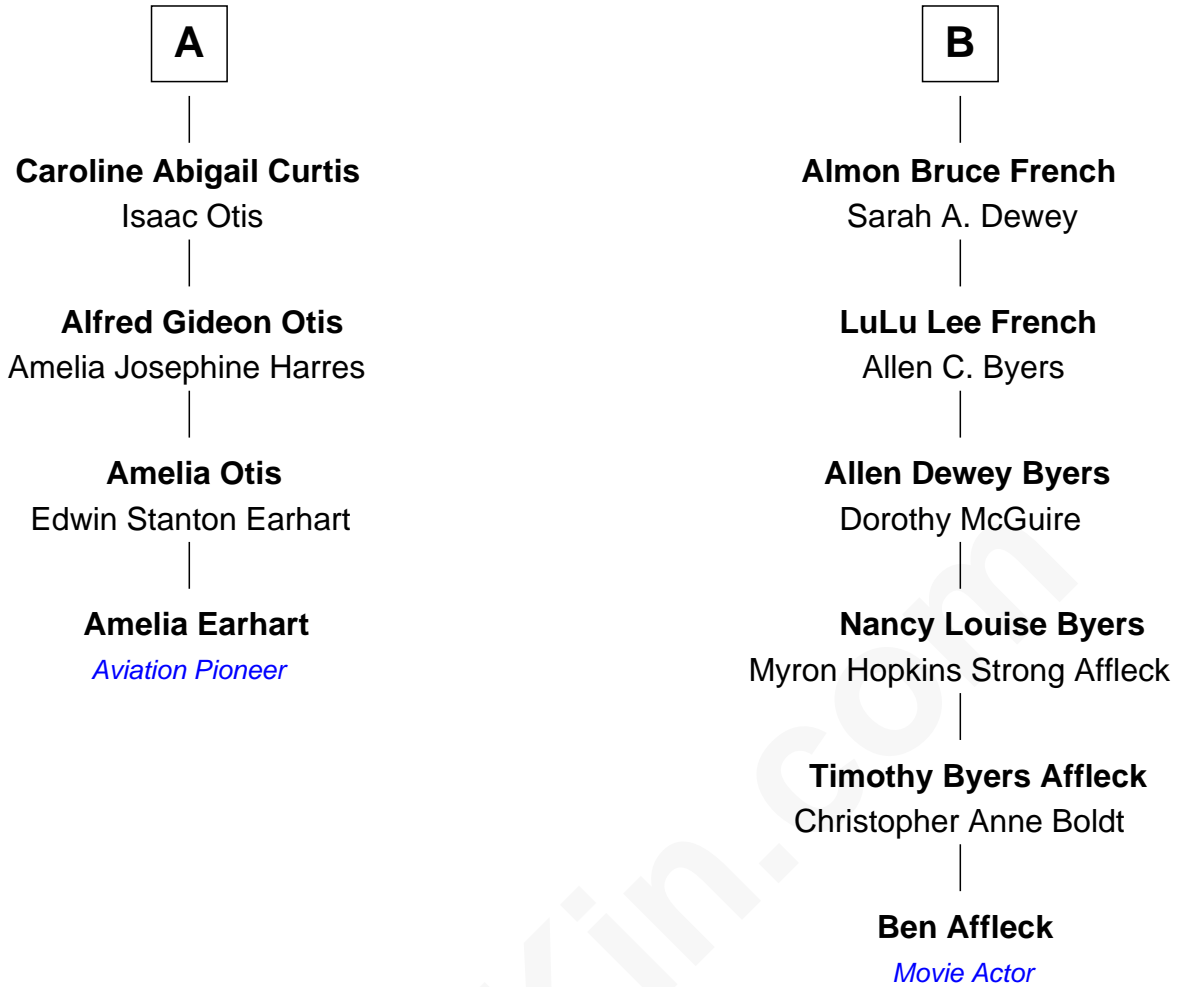 A
Caroline Abigail Curtis
Isaac Otis
Alfred Gideon Otis
Amelia Josephine Harres
Amelia Otis
Edwin Stanton Earhart
Amelia Earhart
Aviation Pioneer
B
Almon Bruce French
Sarah A. Dewey
LuLu Lee French
Allen C. Byers
Allen Dewey Byers
Dorothy McGuire
Nancy Louise Byers
Myron Hopkins Strong Affleck
Timothy Byers Affleck
Christopher Anne Boldt
Ben Affleck
Movie Actor
Kin.com